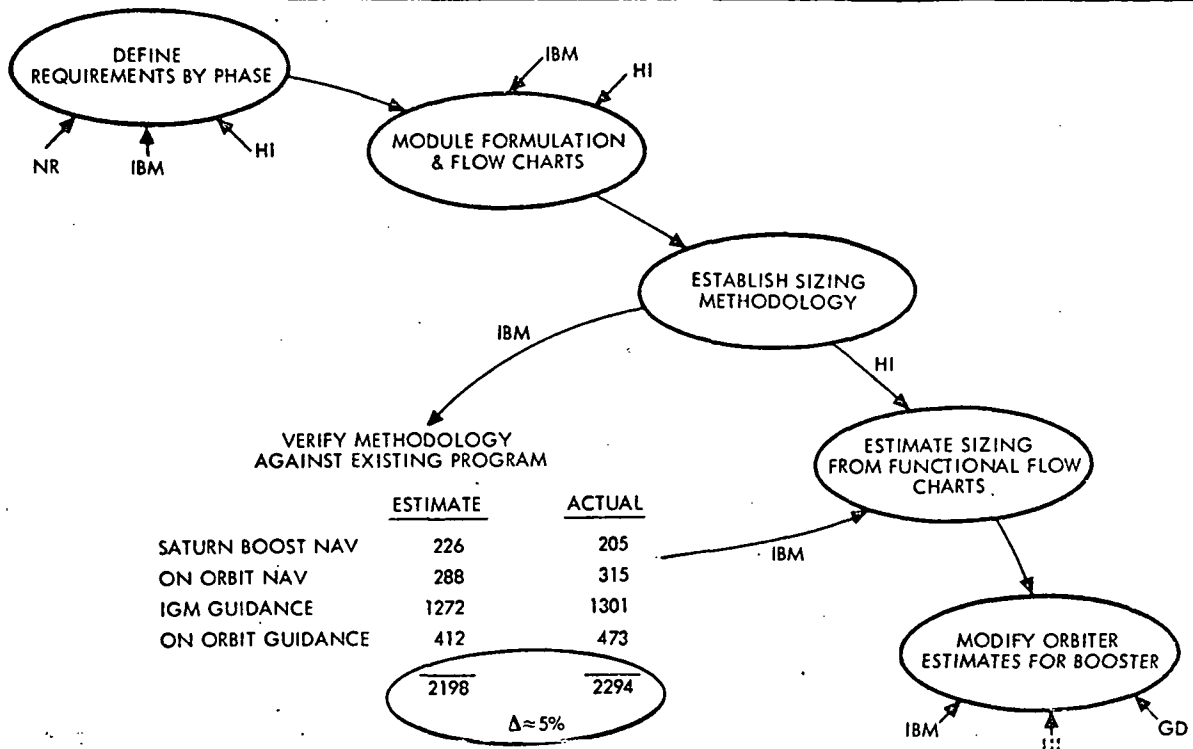 DEFINE
REQUIREMENTS BY PHASE
NR
IBM
HI
IBM
HI
MODULE FORMULATION
& FLOW CHARTS
ESTABLISH SIZING
METHODOLOGY
IBM
HI
VERIFY METHODOLOGY
AGAINST EXISTING PROGRAM
ESTIMATE ACTUAL
SATURN BOOST NAV 226 205
ON ORBIT NAV 288 315
IGM GUIDANCE 1272 1301
ON ORBIT GUIDANCE 412 473
2198 2294
Δ≈5%
IBM
ESTIMATE SIZING
FROM FUNCTIONAL FLOW
CHARTS
MODIFY ORBITER
ESTIMATES FOR BOOSTER
IBM
GD